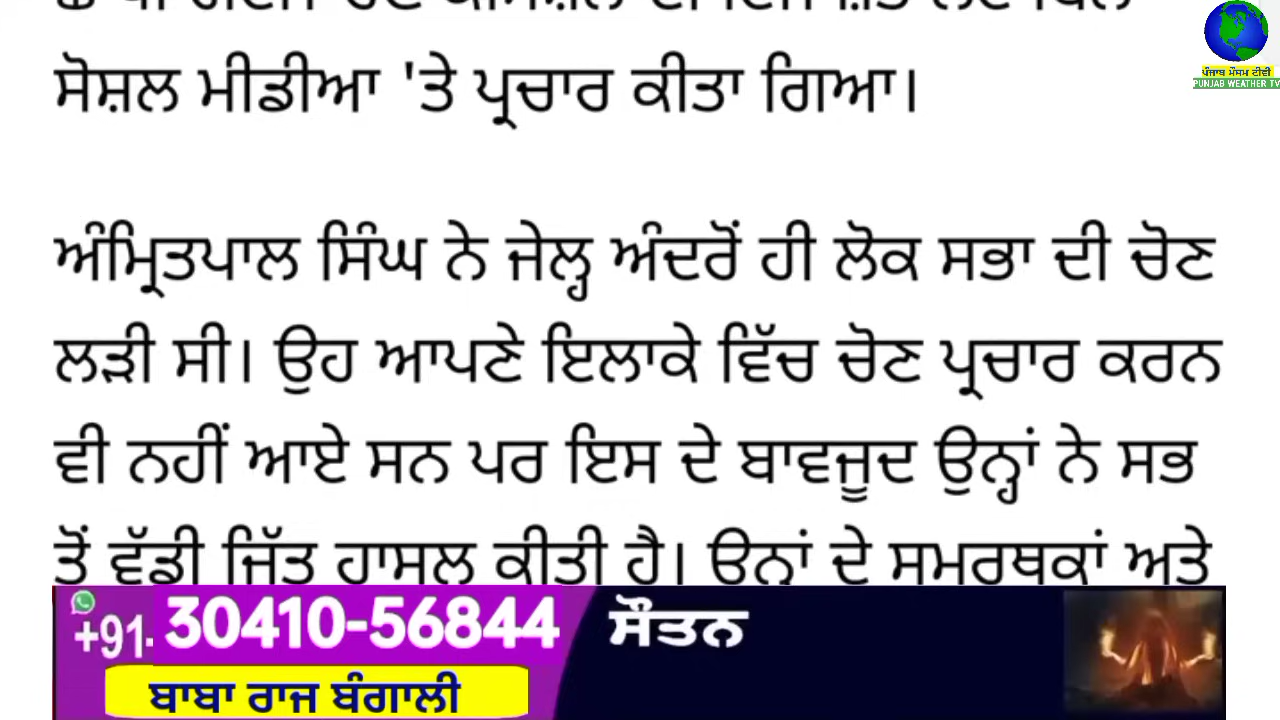 ਸੋਸ਼ਲ ਮੀਡੀਆ 'ਤੇ ਪ੍ਰਚਾਰ ਕੀਤਾ ਗਿਆ।
ਅੰਮ੍ਰਿਤਪਾਲ ਸਿੰਘ ਨੇ ਜੇਲ੍ਹ ਅੰਦਰੋਂ ਹੀ ਲੋਕ ਸਭਾ ਦੀ ਚੋਣ
ਲੜੀ ਸੀ। ਉਹ ਆਪਣੇ ਇਲਾਕੇ ਵਿੱਚ ਚੋਣ ਪ੍ਰਚਾਰ ਕਰਨ
ਵੀ ਨਹੀਂ ਆਏ ਸਨ ਪਰ ਇਸ ਦੇ ਬਾਵਜੂਦ ਉਨ੍ਹਾਂ ਨੇ ਸਭ
ਤੋਂ ਵੱਡੀ ਜਿੱਤ ਹਾਸਲ ਕੀਤੀ ਹੈ। ਉਨਾਂ ਦੇ ਸਮਰਥਕਾਂ ਅਤੇ
ਪੰਜਾਬ ਮੌਸਮ ਟੀਵੀ
PUNJAB WEATHER TV
+91. 30410-56844
ਬਾਬਾ ਰਾਜ ਬੰਗਾਲੀ
ਸੌਤਨ